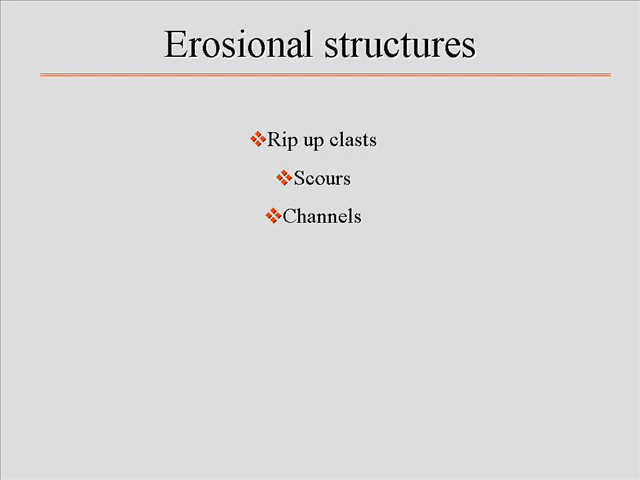 Erosional structures
Rip up clasts
Scours
Channels